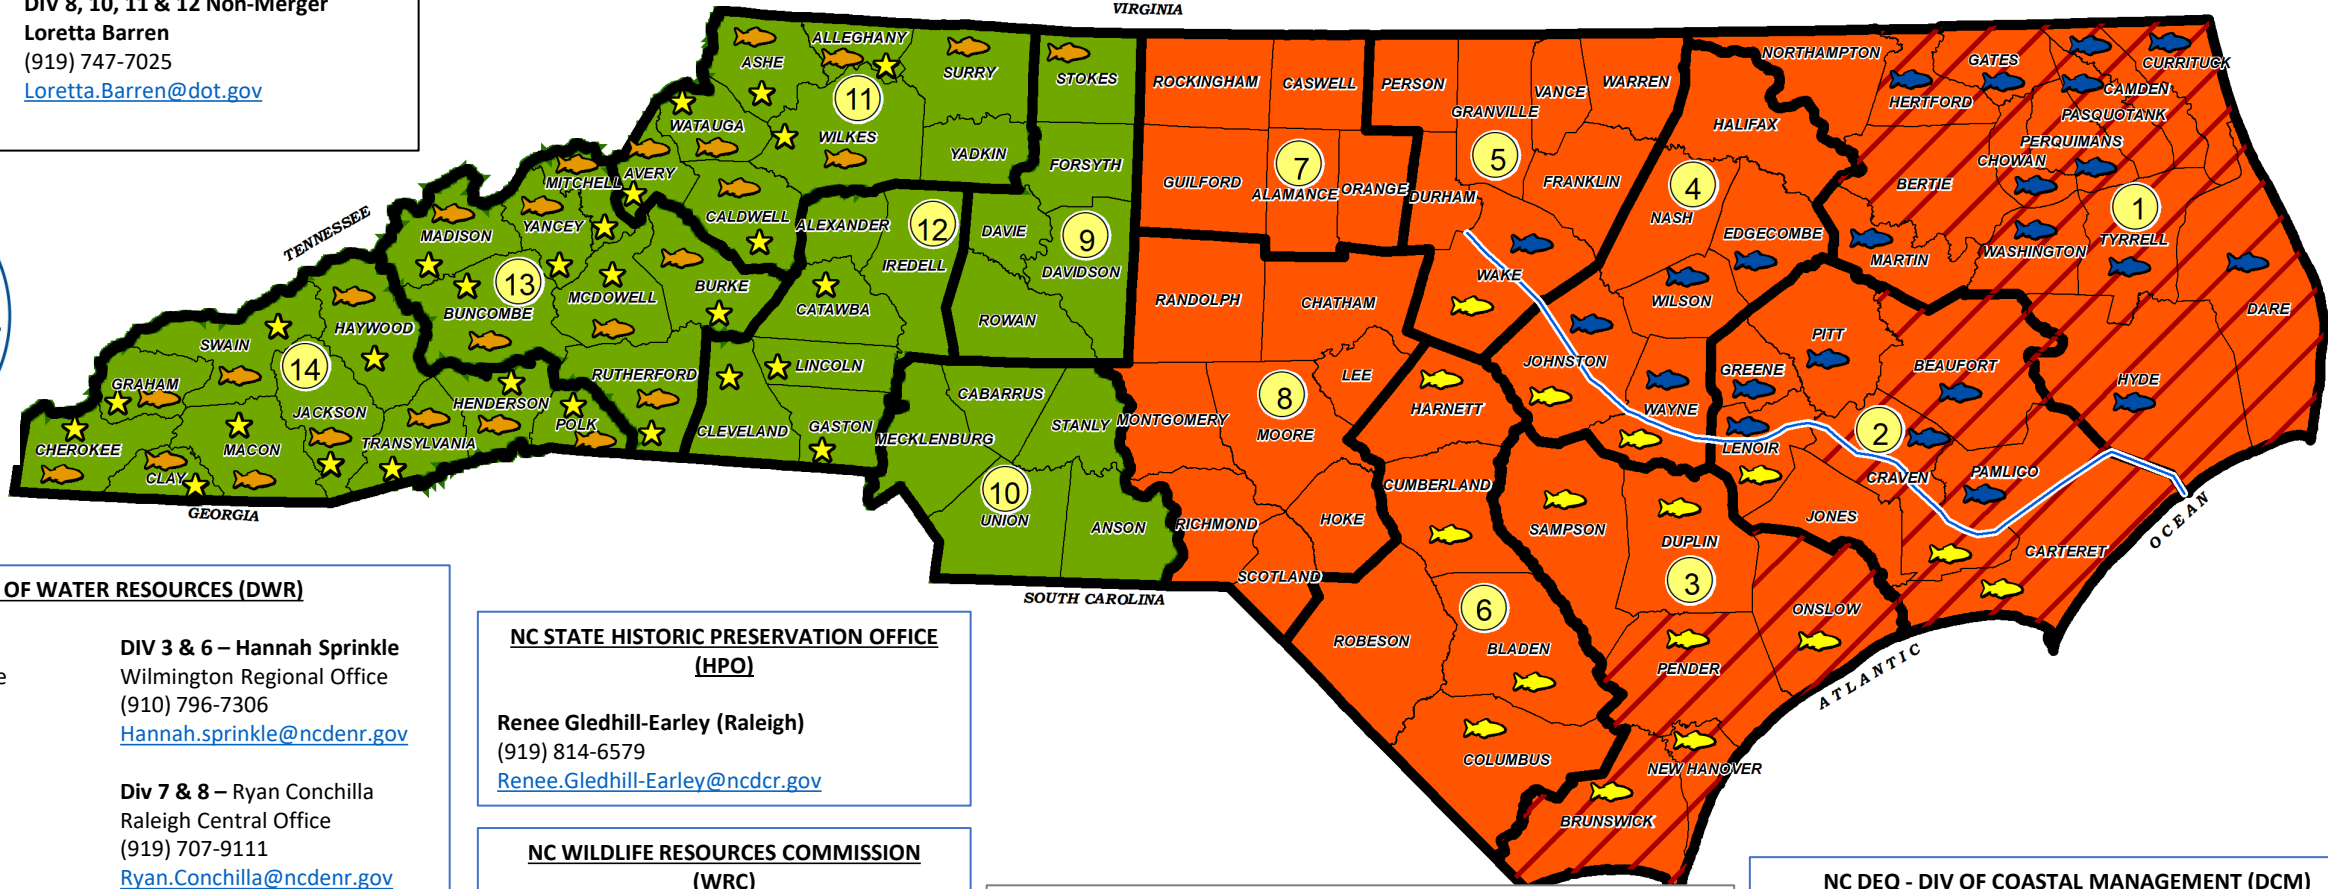 DIV 8, 10, 11 & 12 Non-Merger
Loretta Barren
(919) 747-7025
Loretta.Barren@dot.gov
VIRGINIA
TENNESSEE
GEORGIA
SOUTH CAROLINA
ATLANTIC
OCEAN
ASHE
ALLEGHANY
SURRY
STOKES
ROCKINGHAM
CASWELL
PERSON
GRANVILLE
VANCE
WARREN
NORTHAMPTON
GATES
CURRITUCK
HERTFORD
CAMDEN
PASQUOTANK
PERQUIMANS
CHOWAN
HALIFAX
11
WATAUGA
WILKES
YADKIN
FORSYTH
GUILFORD
7
ALAMANCE
ORANGE
DURHAM
5
FRANKLIN
4
NASH
EDGECOMBE
BERTIE
1
TYRRELL
WASHINGTON
MARTIN
DARE
MITCHELL
AVERY
CALDWELL
ALEXANDER
12
IREDELL
DAVIE
9
DAVIDSON
MADISON
YANCEY
13
BUNCOMBE
MCDOWELL
BURKE
CATAWBA
ROWAN
RANDOLPH
CHATHAM
WAKE
WILSON
JOHNSTON
WAYNE
GREENE
PITT
BEAUFORT
HYDE
HAYWOOD
SWAIN
14
GRAHAM
JACKSON
HENDERSON
RUTHERFORD
POLK
TRANSYLVANIA
CHEROKEE
CLAY
MACON
LINCOLN
CLEVELAND
GASTON
MECKLENBURG
CABARRUS
STANLY
10
UNION
ANSON
MONTGOMERY
8
MOORE
LEE
HARNETT
RICHMOND
HOKE
SCOTLAND
CUMBERLAND
SAMPSON
DUPLIN
3
LENOIR
2
CRAVEN
PAMLICO
JONES
CARTERET
ONSLOW
ROBESON
6
BLADEN
PENDER
COLUMBUS
NEW HANOVER
BRUNSWICK
OF WATER RESOURCES (DWR)
DIV 3 & 6 – Hannah Sprinkle
Wilmington Regional Office
(910) 796-7306
Hannah.sprinkle@ncdenr.gov
Div 7 & 8 – Ryan Conchilla
Raleigh Central Office
(919) 707-9111
Ryan.Conchilla@ncdenr.gov
NC STATE HISTORIC PRESERVATION OFFICE
(HPO)
Renee Gledhill-Earley (Raleigh)
(919) 814-6579
Renee.Gledhill-Earley@ncdcr.gov
NC WILDLIFE RESOURCES COMMISSION
(WRC)
NC DEQ - DIV OF COASTAL MANAGEMENT (DCM)